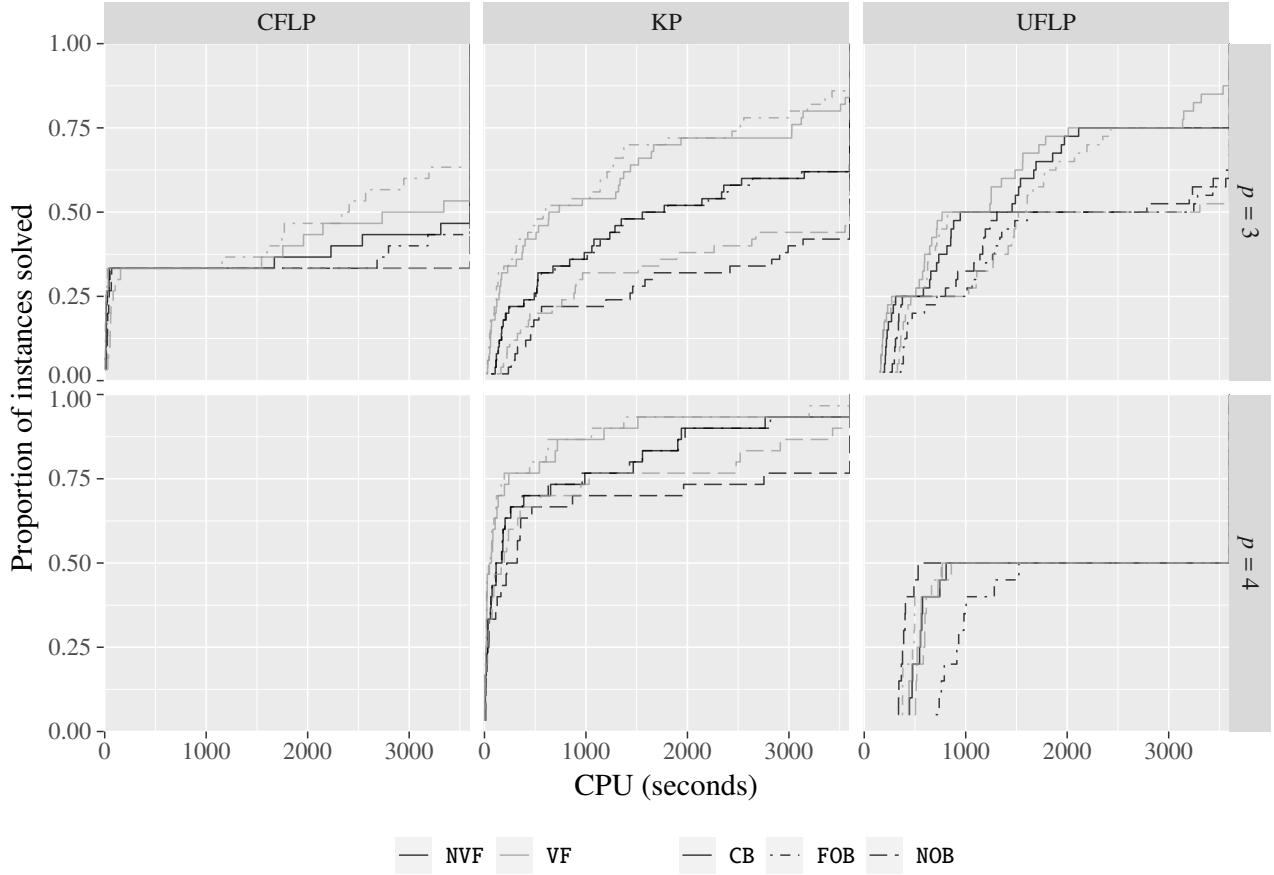 CFLP KP UFLP
1.00
0.75
0.50
0.25
0.00
p = 3
1.00
0.75
0.50
0.25
0.00
p = 4
Proportion of instances solved
0 1000 2000 3000 0 1000 2000 3000 0 1000 2000 3000
CPU (seconds)
NVF VF CB FOB NOB